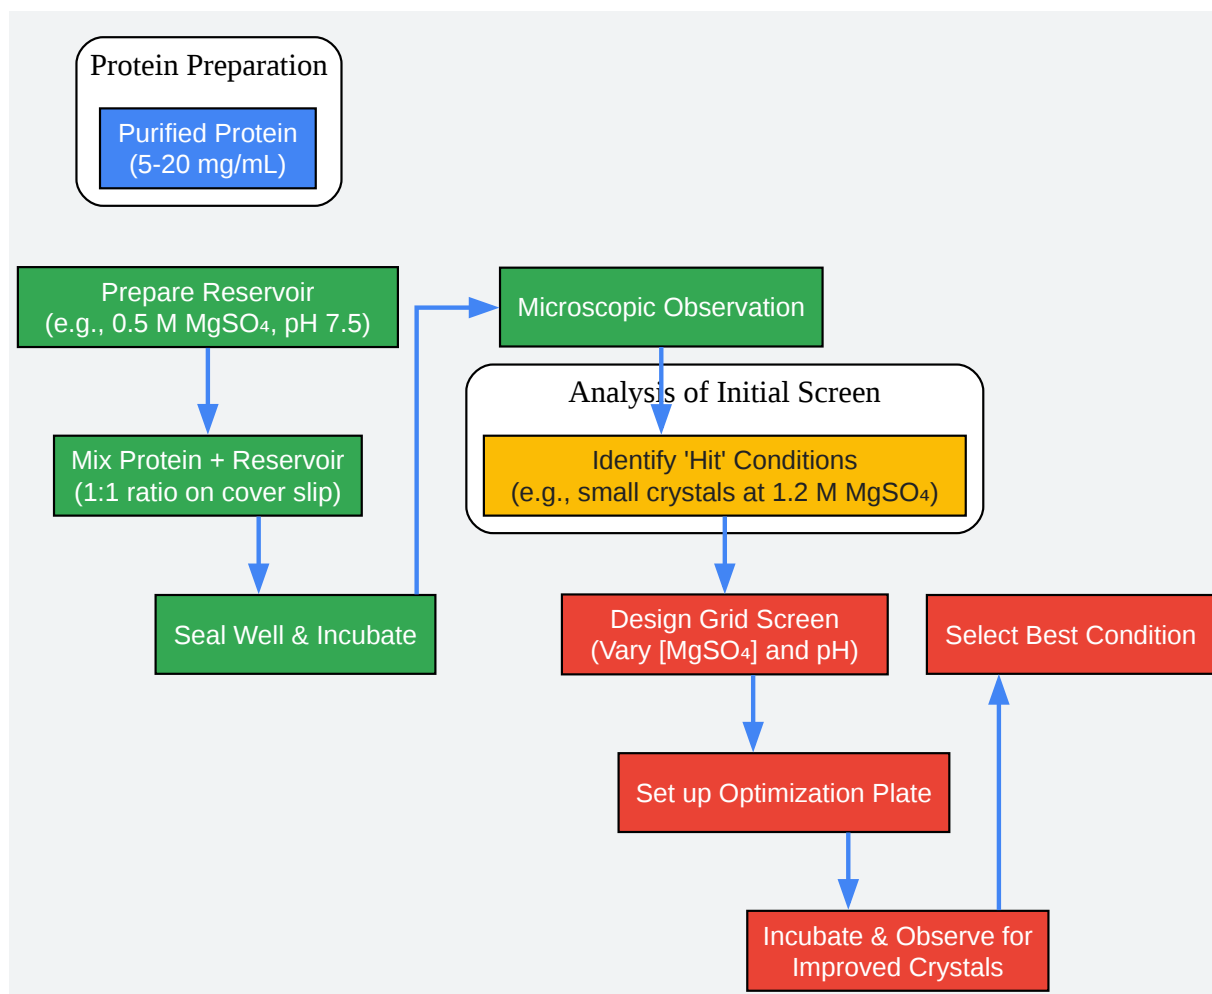 Protein Preparation
Purified Protein
(5-20 mg/mL)
Prepare Reservoir
(e.g., 0.5 M MgSO₄, pH 7.5)
Mix Protein + Reservoir
(1:1 ratio on cover slip)
Seal Well & Incubate
Microscopic Observation
Analysis of Initial Screen
Identify 'Hit' Conditions
(e.g., small crystals at 1.2 M MgSO₄)
Design Grid Screen
(Vary [MgSO₄] and pH)
Set up Optimization Plate
Incubate & Observe for
Improved Crystals
Select Best Condition